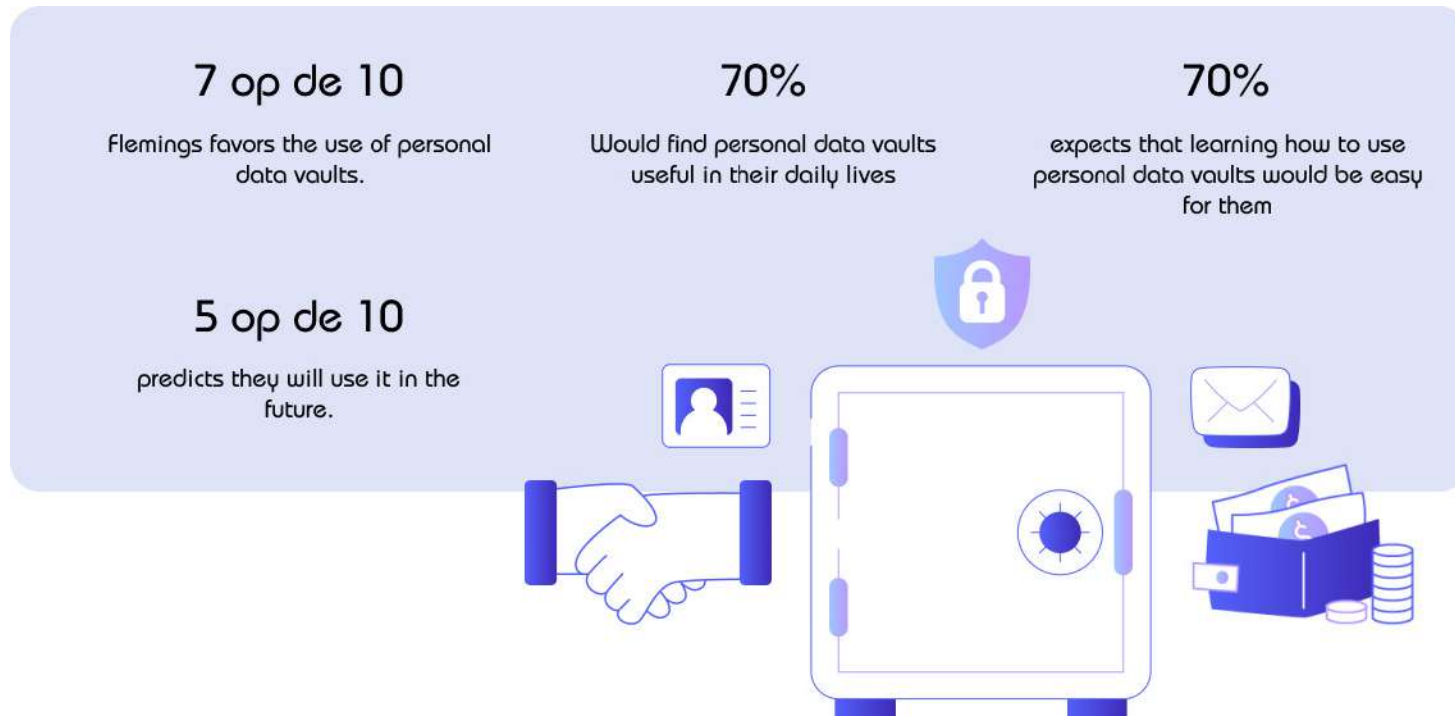 7 op de 10
Flemings favors the use of personal
data vaults.
70%
Would find personal data vaults
useful in their daily lives
70%
expects that learning how to use
personal data vaults would be easy
for them
5 op de 10
predicts they will use it in the
future.